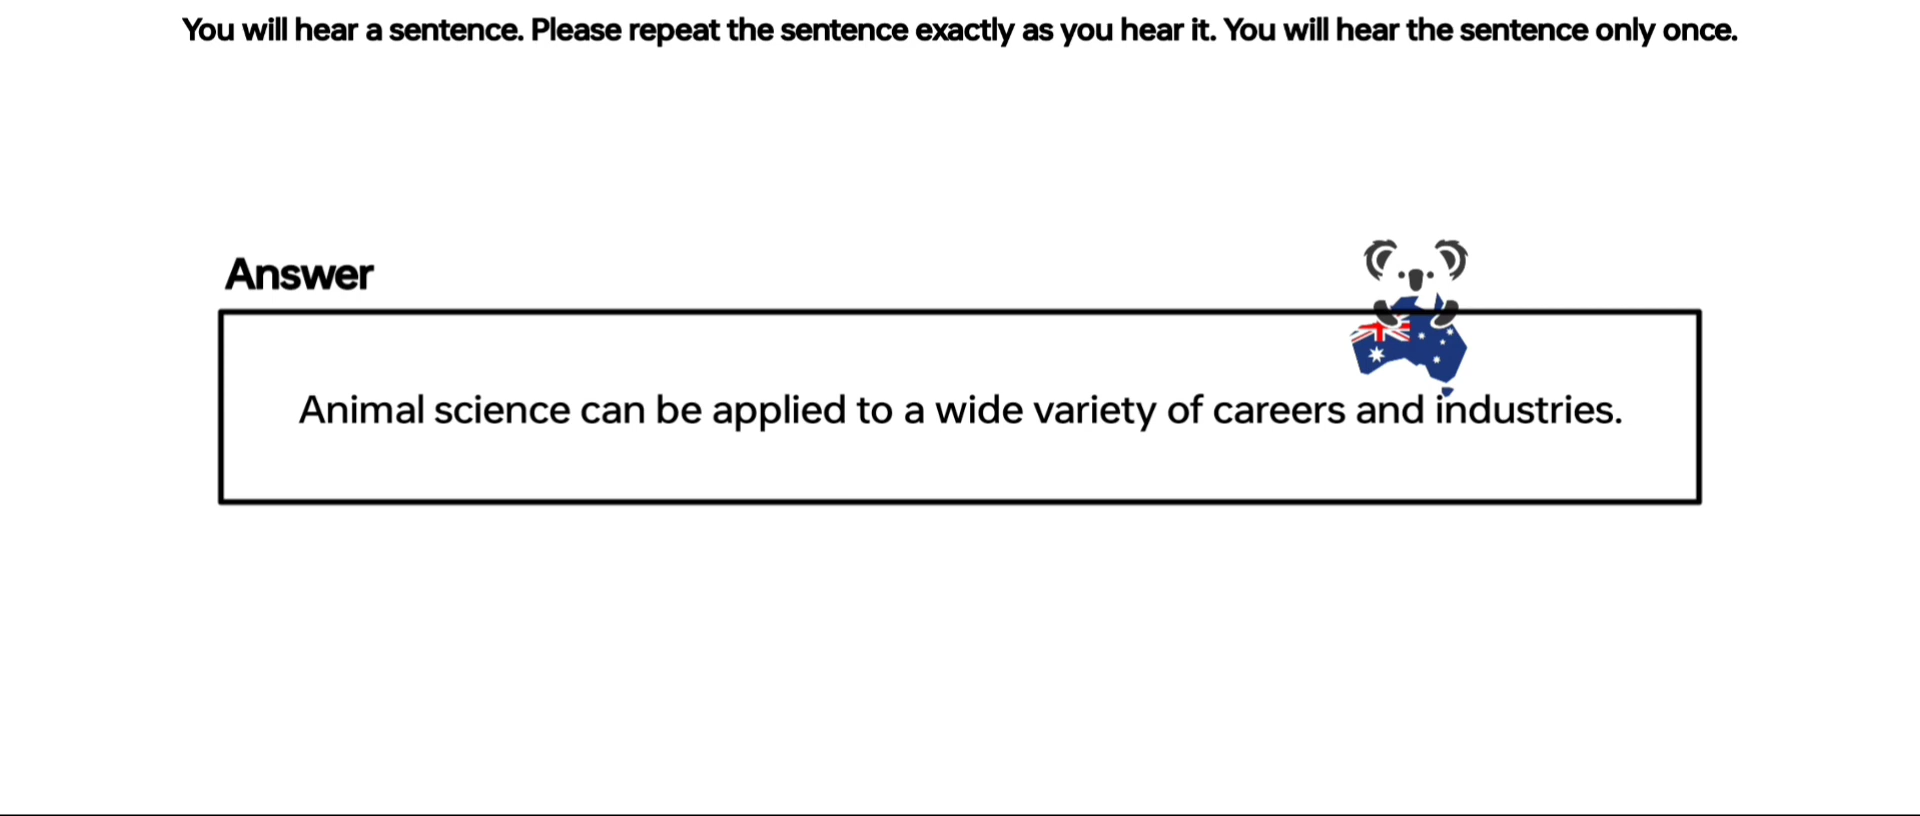 You will hear a sentence. Please repeat the sentence exactly as you hear it. You will hear the sentence only once.
Answer
Animal science can be applied to a wide variety of careers and industries.